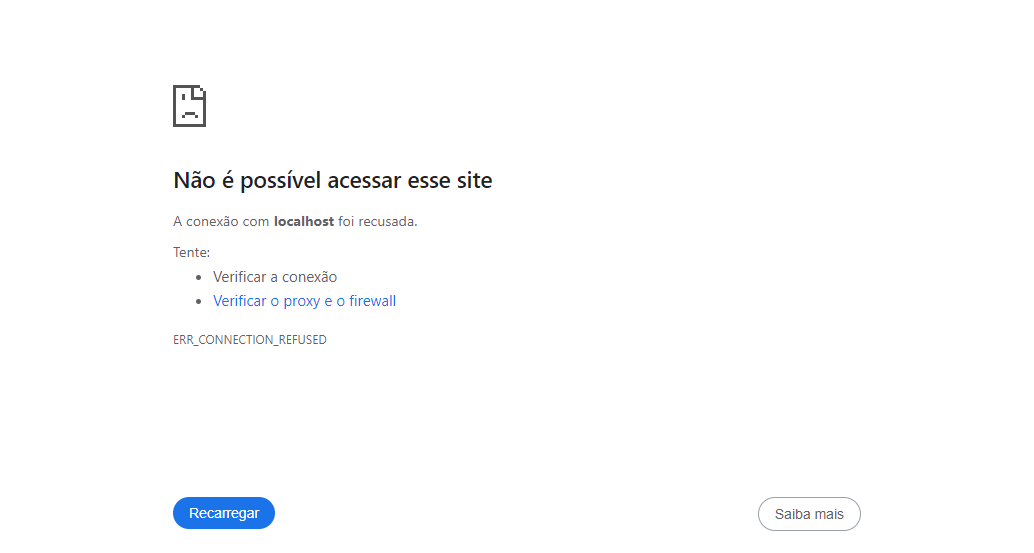 Não é possível acessar esse site
A conexão com localhost foi recusada.
Tente:
• Verificar a conexão
• Verificar o proxy e o firewall
ERR_CONNECTION_REFUSED
Recarregar
Saiba mais